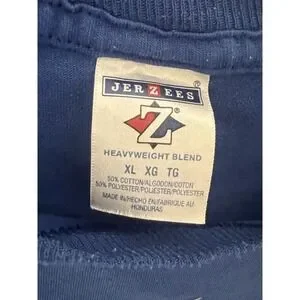 JERZEES
Z
HEAVYWEIGHT BLEND
XL XG TG
50% COTTON/ALGODON/COTON
50% POLYESTER/POLIESTER/POLYESTER
MADE IN/HECHO EN/FABRIQUE AU-
HONDURAS